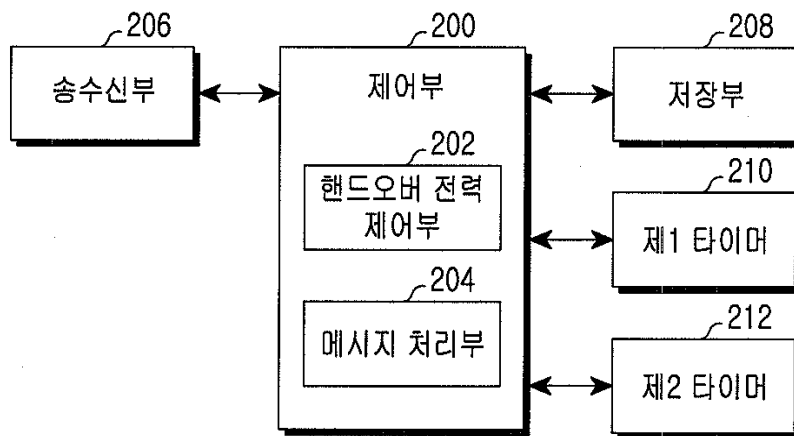 206
송수신부
200
제어부
202
핸드오버 전력
제어부
204
메시지 처리부
208
저장부
210
제1 타이머
212
제2 타이머